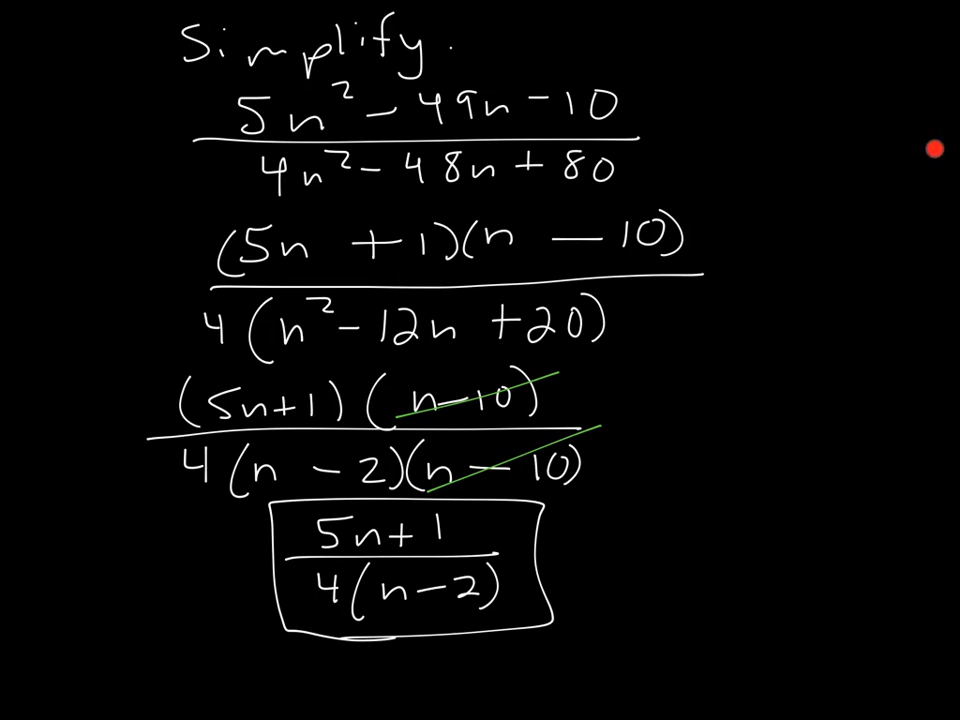 Simplify.
5n² - 49n - 10
4n² - 48n + 80
(5n + 1)(n - 10)
4(n² - 12n + 20)
(5n+1)(n-10)
4(n - 2)(n - 10)
5n+1
4(n-2)